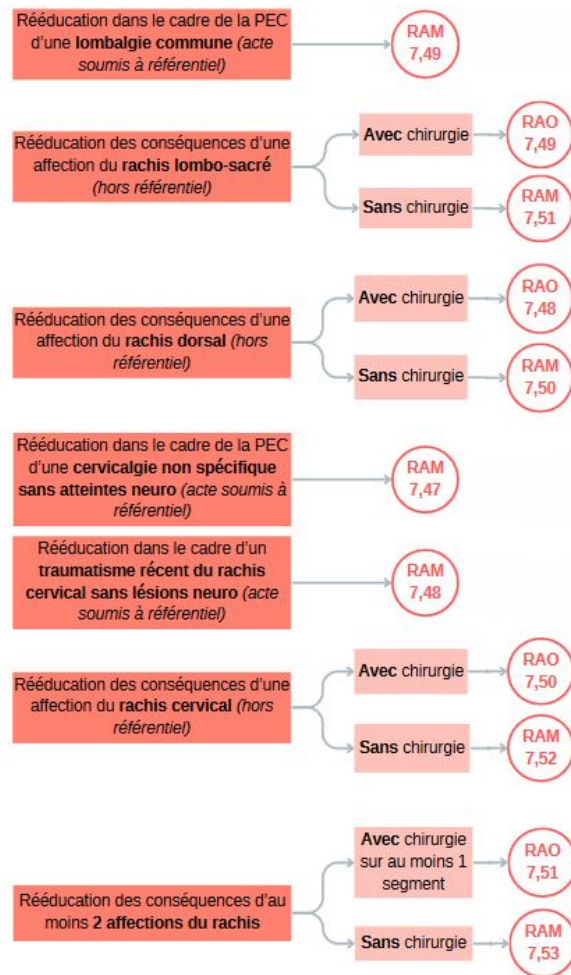 Rééducation dans le cadre de la PEC
d'une lombalgie commune (acte
soumis à référentiel)
RAM
7,49
Rééducation des conséquences d'une
affection du rachis lombo-sacré
(hors référentiel)
Avec chirurgie
RAO
7,49
Sans chirurgie
RAM
7,51
Rééducation des conséquences d'une
affection du rachis dorsal (hors
référentiel)
Avec chirurgie
RAO
7,48
Sans chirurgie
RAM
7,50
Rééducation dans le cadre de la PEC
d'une cervicalgie non spécifique
sans atteintes neuro (acte soumis à
référentiel)
RAM
7,47
Rééducation dans le cadre d'un
traumatisme récent du rachis
cervical sans lésions neuro (acte
soumis à référentiel)
RAM
7,48
Rééducation des conséquences d'une
affection du rachis cervical (hors
référentiel)
Avec chirurgie
RAO
7,50
Sans chirurgie
RAM
7,52
Rééducation des conséquences d'au
moins 2 affections du rachis
Avec chirurgie
sur au moins 1
segment
RAO
7,51
Sans chirurgie
RAM
7,53